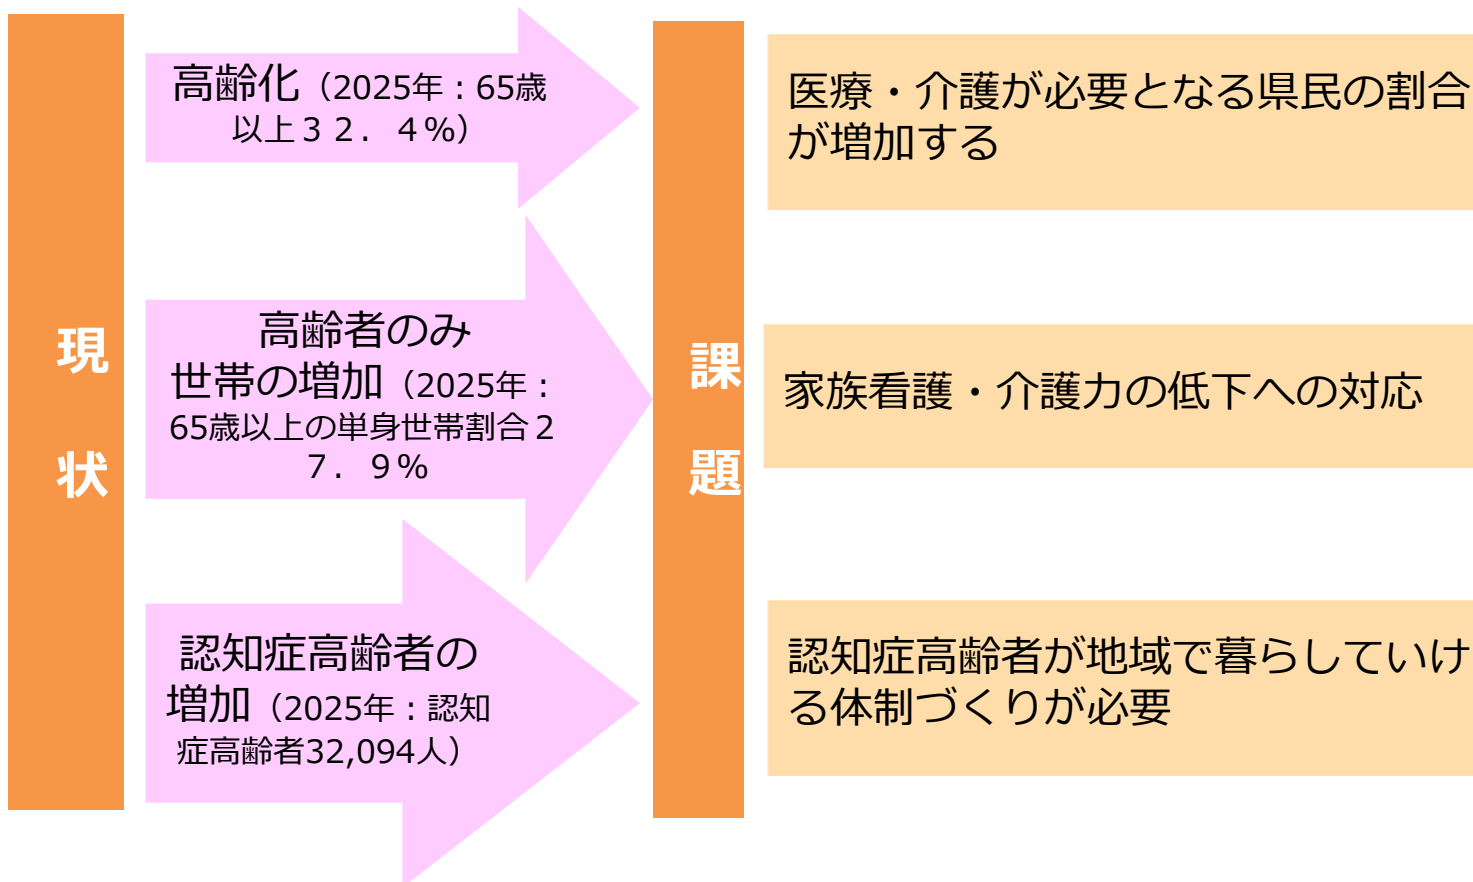 現
状
高齢化（2025年：65歳
以上３２．４%）
高齢者のみ
世帯の増加（2025年：
65歳以上の単身世帯割合２
７．９%
認知症高齢者の
増加（2025年：認知
症高齢者32,094人）
課
題
医療・介護が必要となる県民の割合
が増加する
家族看護・介護力の低下への対応
認知症高齢者が地域で暮らしていけ
る体制づくりが必要